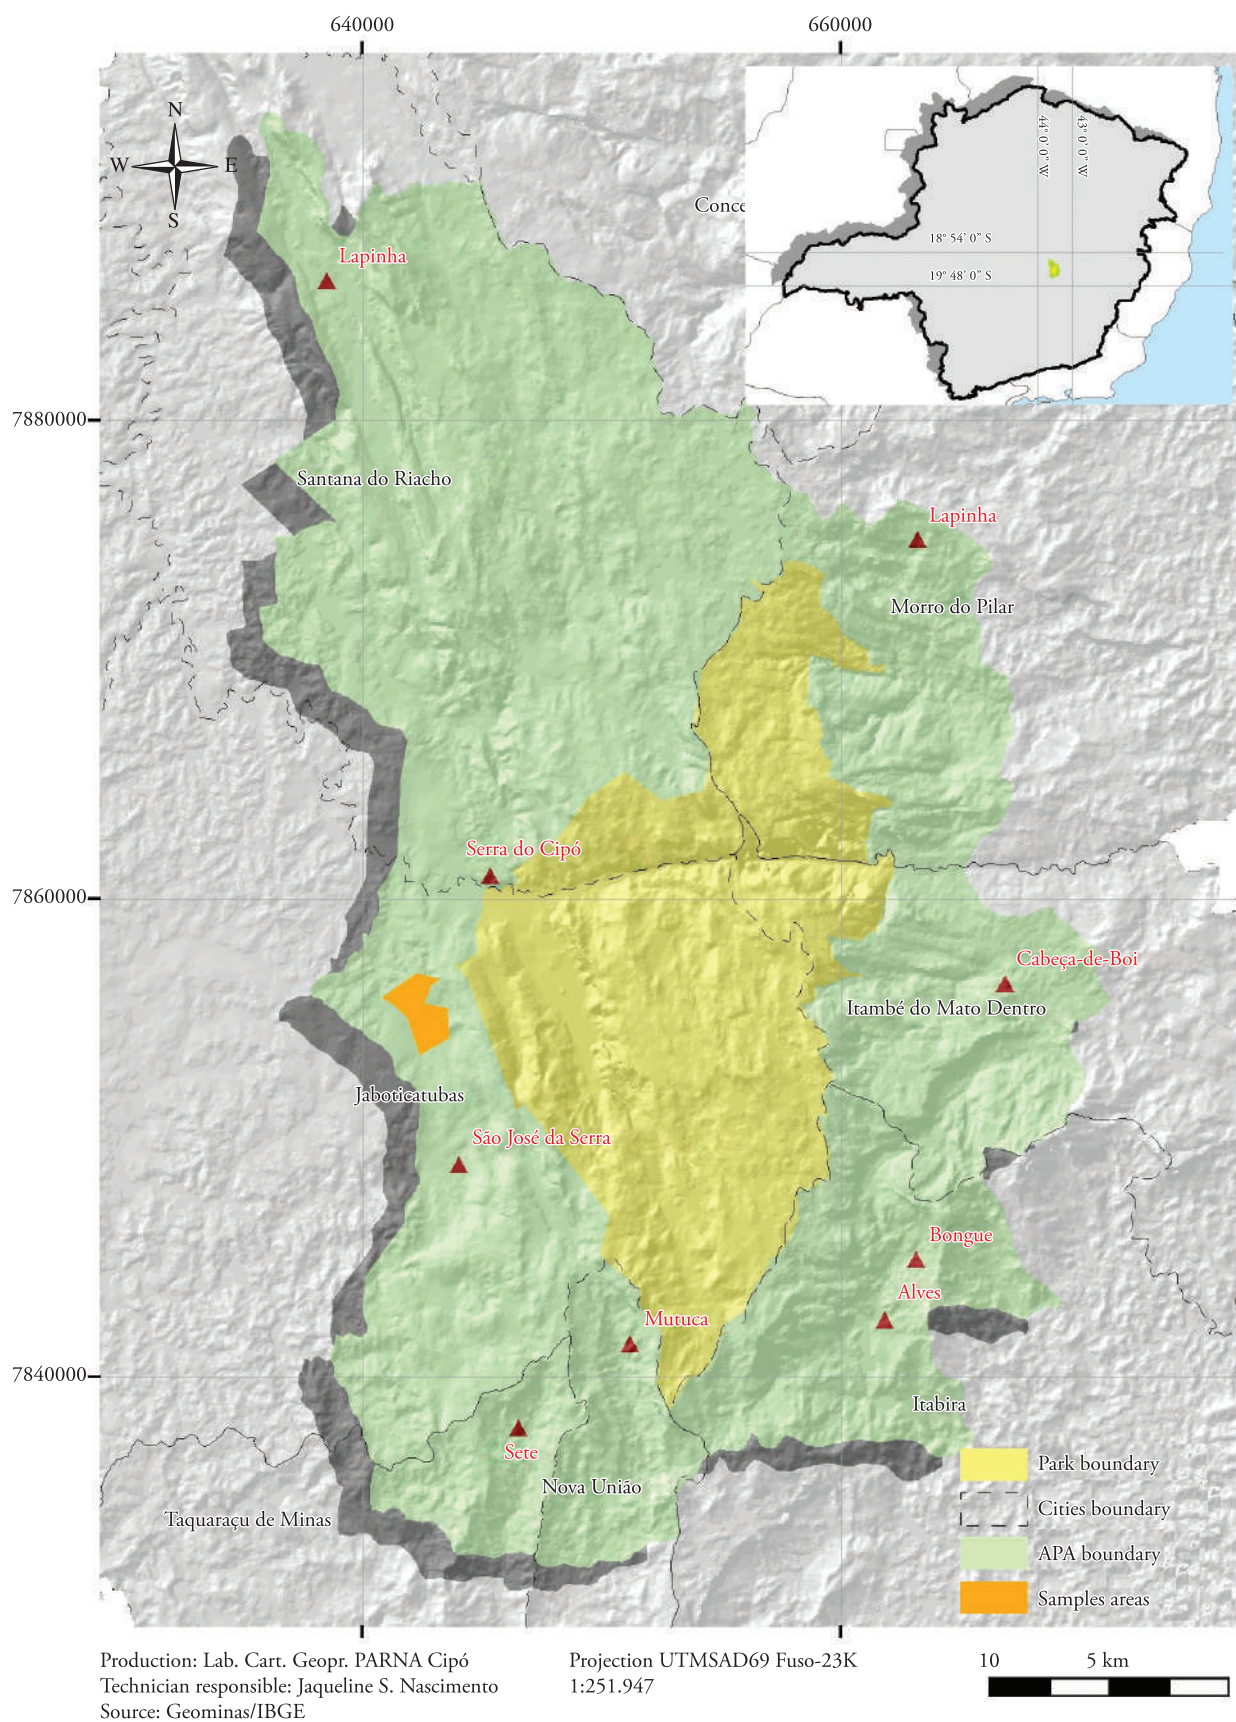 640000
660000
N
W
E
S
Conce
44° 0' 0" W
43° 0' 0" W
18° 54' 0" S
19° 48' 0" S
Lapinha
7880000
Santana do Riacho
Lapinha
Morro do Pilar
Serra do Cipó
7860000
Cabeça-de-Boi
Itambé do Mato Dentro
Jaboticatubas
São José da Serra
Bongue
Alves
Mutuca
7840000
Itabira
Sete
Nova União
Taquaraçu de Minas
Park boundary
Cities boundary
APA boundary
Samples areas
Production: Lab. Cart. Geopr. PARNA Cipó
Technician responsible: Jaqueline S. Nascimento
Source: Geominas/IBGE
Projection UTMSAD69 Fuso-23K
1:251.947
10 5 km